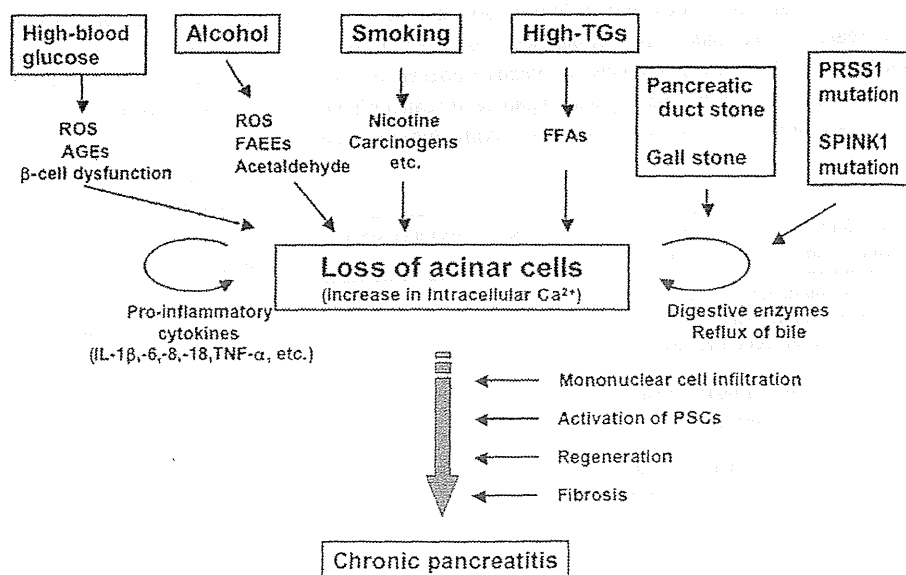 High-blood
glucose
Alcohol
Smoking
High-TGs
Pancreatic
duct stone
Gall stone
PRSS1
mutation
SPINK1
mutation
ROS
AGEs
β-cell dysfunction
ROS
FAEEs
Acetaldehyde
Nicotine
Carcinogens
etc.
FFAs
Loss of acinar cells
(Increase in Intracellular Ca²⁺)
Pro-inflammatory
cytokines
(IL-1β,-6,-8,-18,TNF-α, etc.)
Digestive enzymes
Reflux of bile
Mononuclear cell infiltration
Activation of PSCs
Regeneration
Fibrosis
Chronic pancreatitis